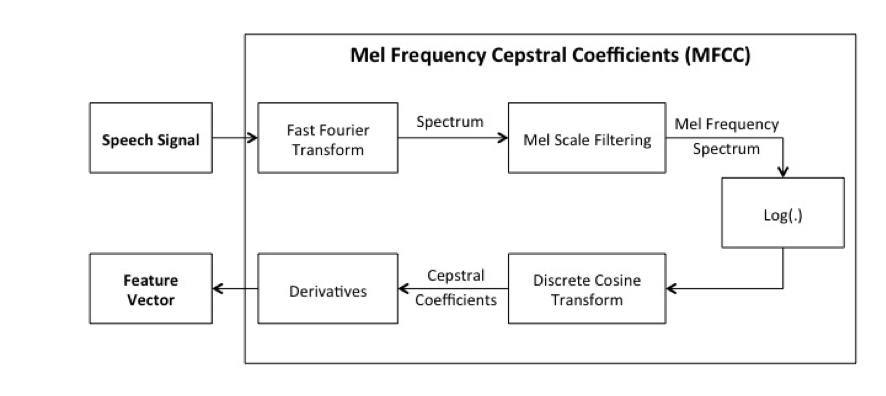 Mel Frequency Cepstral Coefficients (MFCC)
Speech Signal
Fast Fourier
Transform
Spectrum
Mel Scale Filtering
Mel Frequency
Spectrum
Log(.)
Discrete Cosine
Transform
Cepstral
Coefficients
Derivatives
Feature
Vector